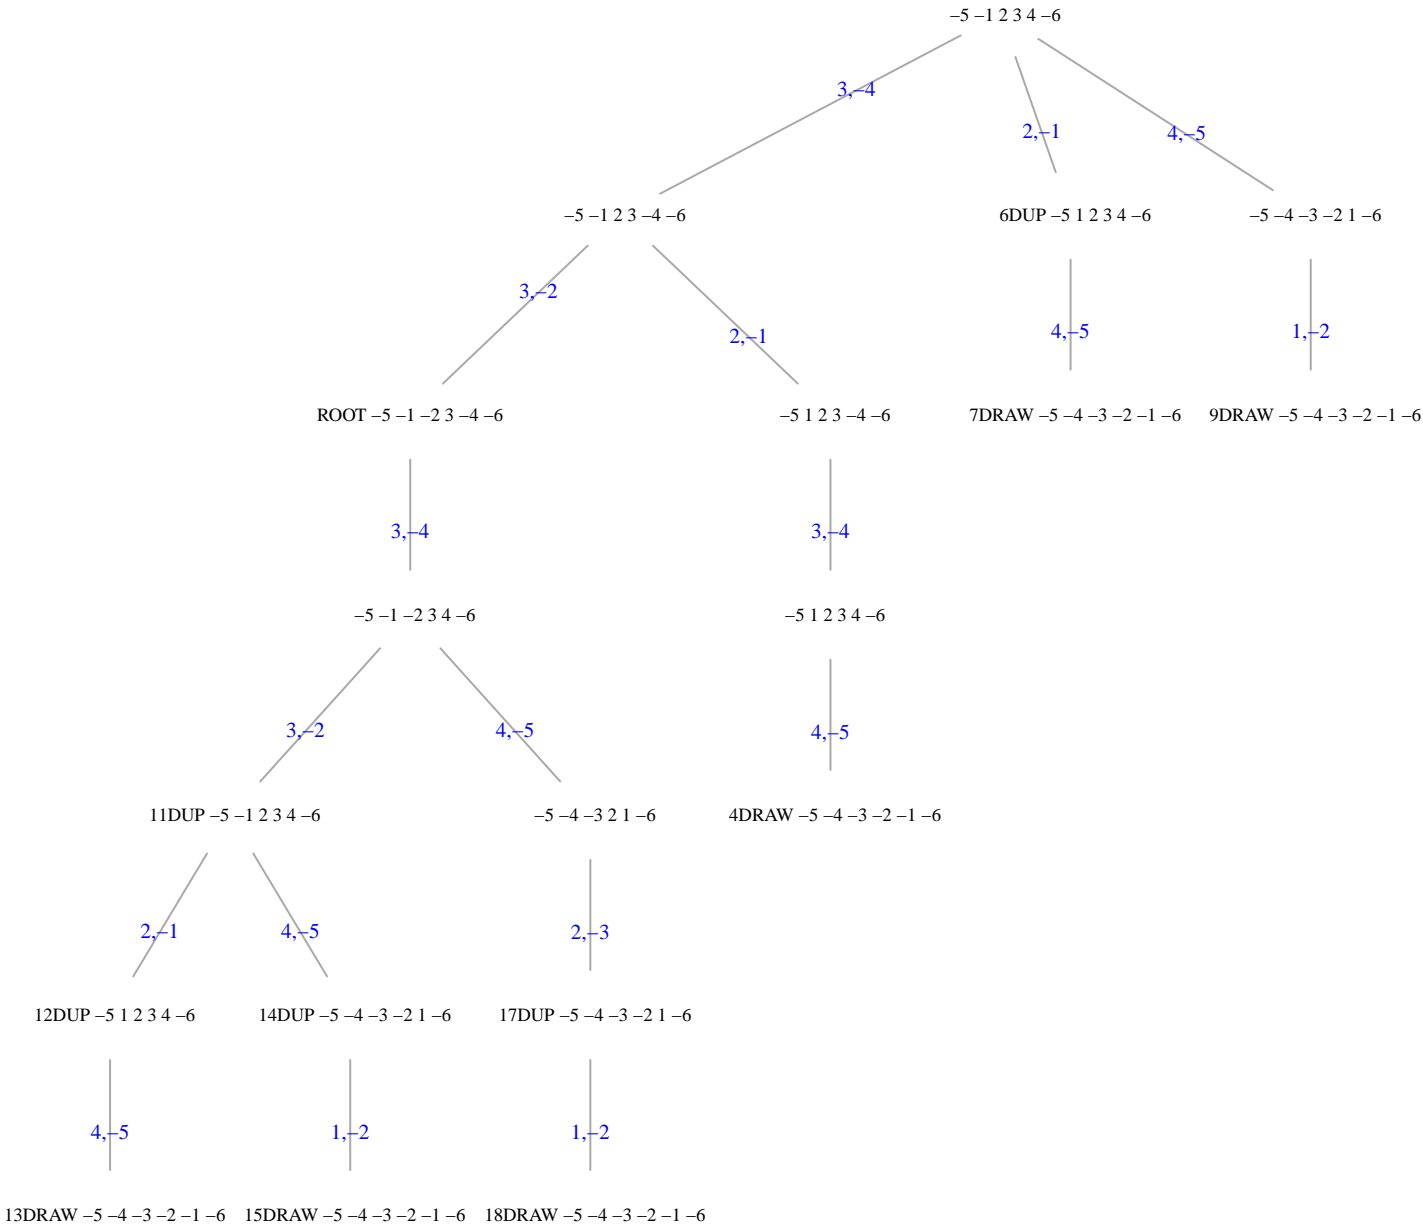 –5 –1 2 3 4 –6
3,–4
2,–1
4,–5
–5 –1 2 3 –4 –6
6DUP –5 1 2 3 4 –6
–5 –4 –3 –2 1 –6
3,–2
2,–1
4,–5
1,–2
ROOT –5 –1 –2 3 –4 –6
–5 1 2 3 –4 –6
7DRAW –5 –4 –3 –2 –1 –6
9DRAW –5 –4 –3 –2 –1 –6
3,–4
3,–4
–5 –1 –2 3 4 –6
–5 1 2 3 4 –6
3,–2
4,–5
4,–5
11DUP –5 –1 2 3 4 –6
–5 –4 –3 2 1 –6
4DRAW –5 –4 –3 –2 –1 –6
2,–1
4,–5
2,–3
12DUP –5 1 2 3 4 –6
14DUP –5 –4 –3 –2 1 –6
17DUP –5 –4 –3 –2 1 –6
4,–5
1,–2
1,–2
13DRAW –5 –4 –3 –2 –1 –6
15DRAW –5 –4 –3 –2 –1 –6
18DRAW –5 –4 –3 –2 –1 –6